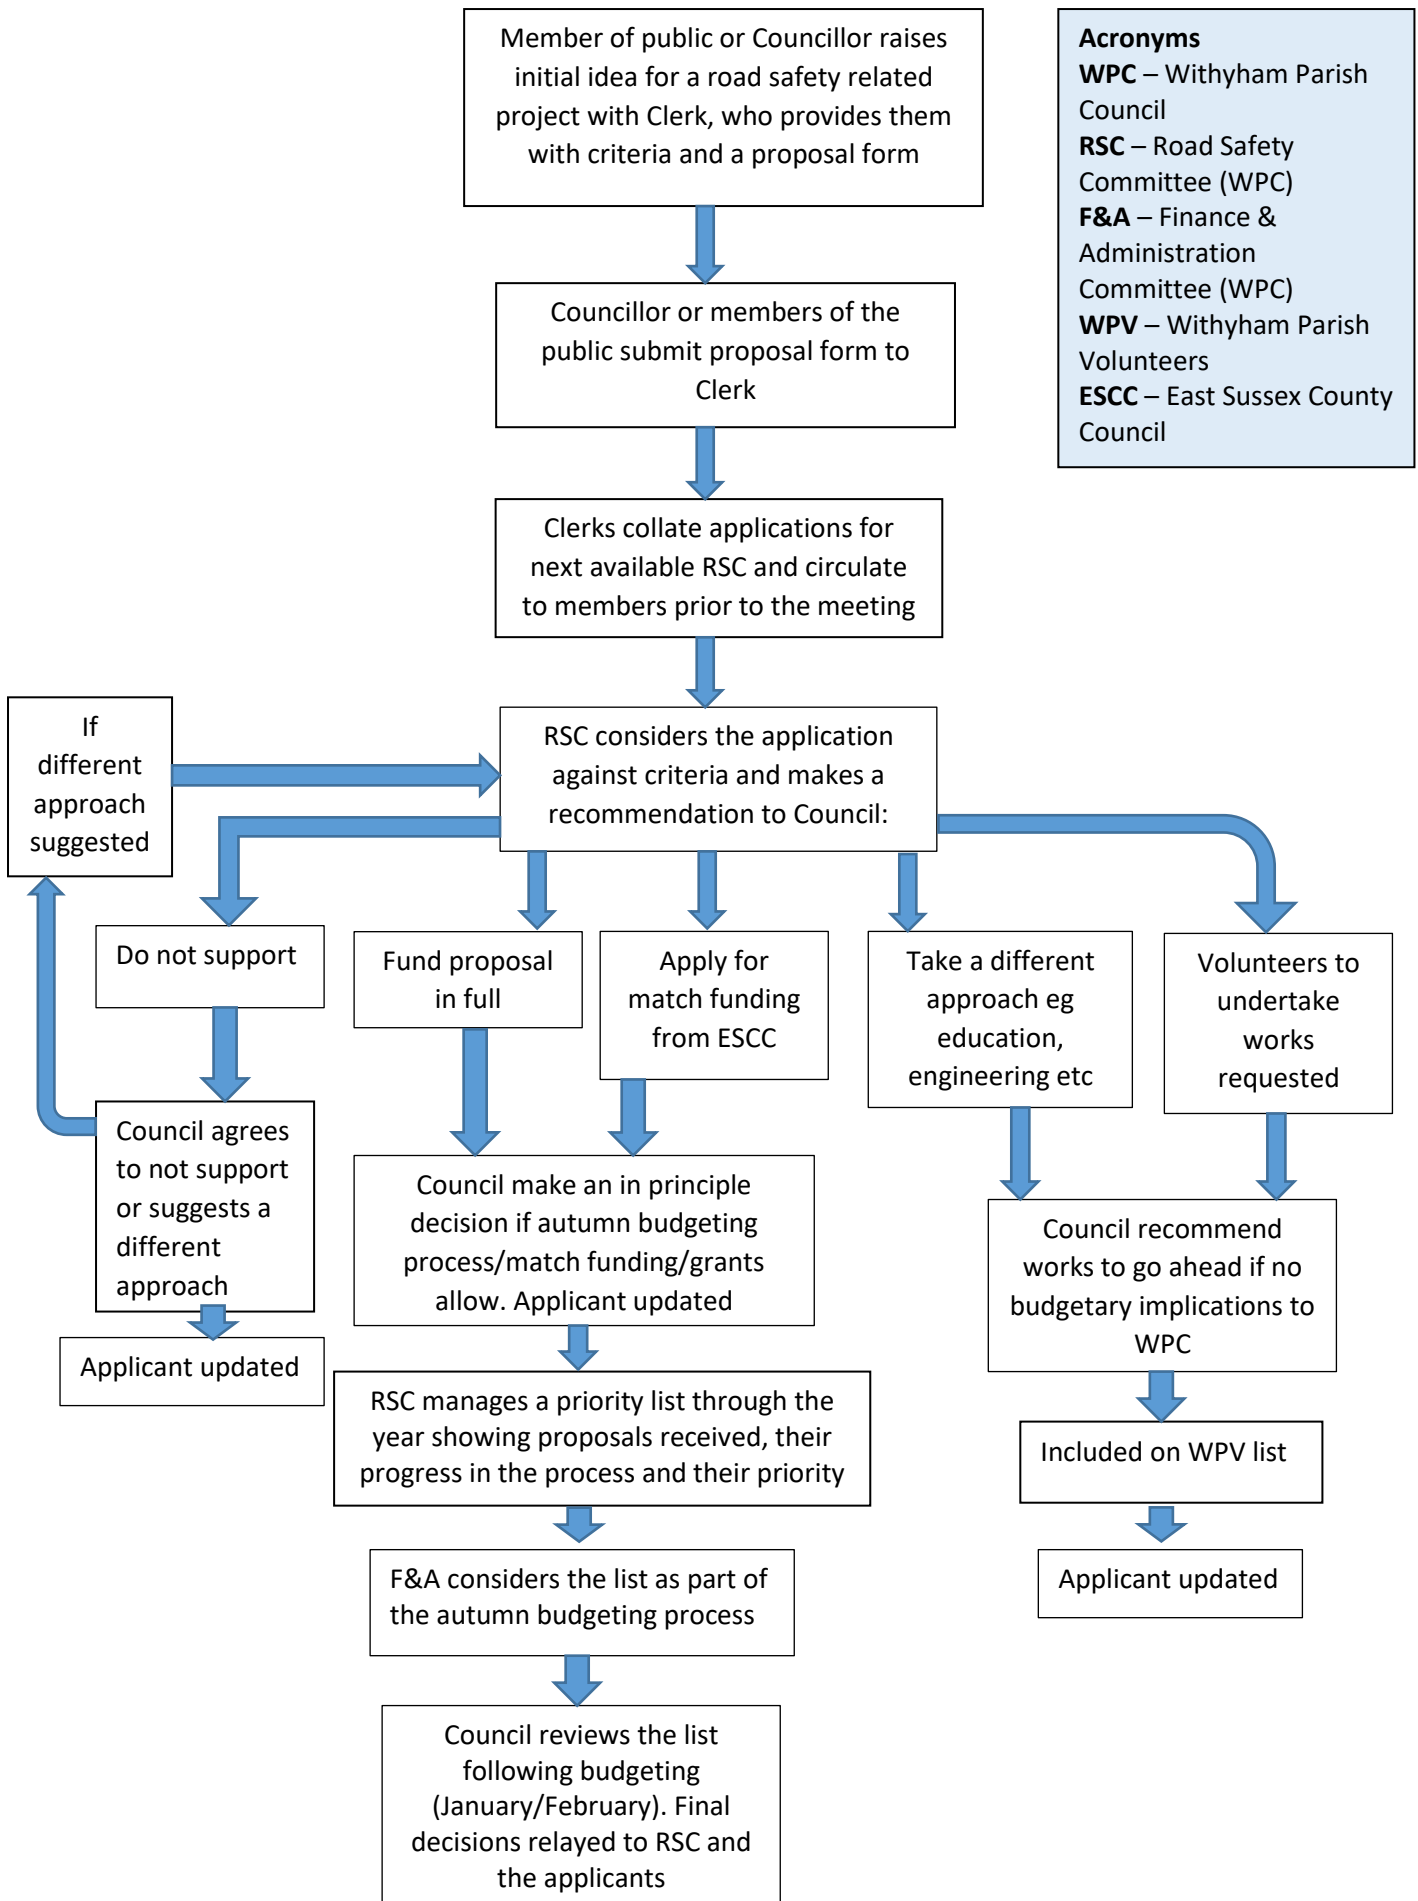 Member of public or Councillor raises
initial idea for a road safety related
project with Clerk, who provides them
with criteria and a proposal form
Acronyms
WPC – Withyham Parish
Council
RSC – Road Safety
Committee (WPC)
F&A – Finance &
Administration
Committee (WPC)
WPV – Withyham Parish
Volunteers
ESCC – East Sussex County
Council
Councillor or members of the
public submit proposal form to
Clerk
Clerks collate applications for
next available RSC and circulate
to members prior to the meeting
If
different
approach
suggested
RSC considers the application
against criteria and makes a
recommendation to Council:
Do not support
Fund proposal
in full
Apply for
match funding
from ESCC
Take a different
approach eg
education,
engineering etc
Volunteers to
undertake
works
requested
Council agrees
to not support
or suggests a
different
approach
Council make an in principle
decision if autumn budgeting
process/match funding/grants
allow. Applicant updated
Council recommend
works to go ahead if no
budgetary implications to
WPC
Applicant updated
RSC manages a priority list through the
year showing proposals received, their
progress in the process and their priority
Included on WPV list
F&A considers the list as part of
the autumn budgeting process
Applicant updated
Council reviews the list
following budgeting
(January/February). Final
decisions relayed to RSC and
the applicants